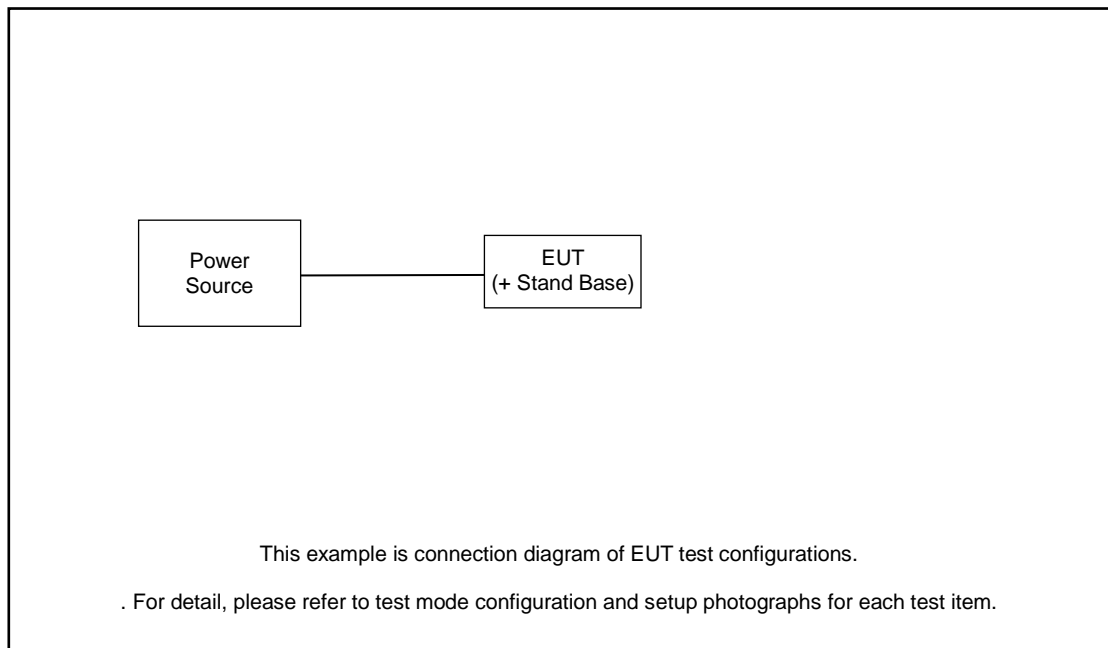 Power
Source
EUT
(+ Stand Base)
This example is connection diagram of EUT test configurations.
. For detail, please refer to test mode configuration and setup photographs for each test item.